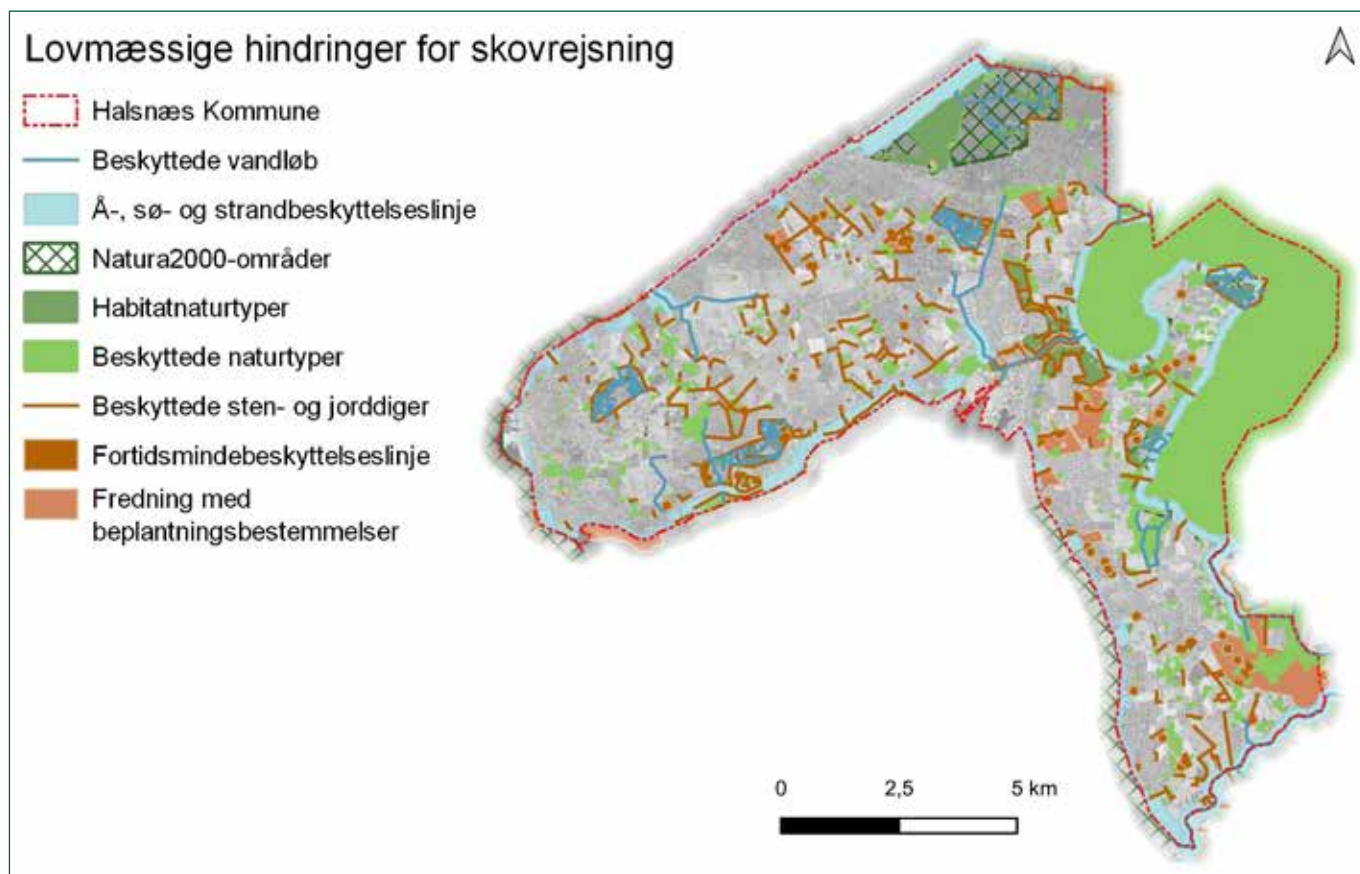 Lovmæssige hindringer for skovrejsning
Halsnæs Kommune
Beskyttede vandløb
Å-, sø- og strandbeskyttelseslinje
Natura2000-områder
Habitatnaturtyper
Beskyttede naturtyper
Beskyttede sten- og jorddiger
Fortidsmindebeskyttelseslinje
Fredning med
beplantningsbestemmelser
0 2,5 5 km